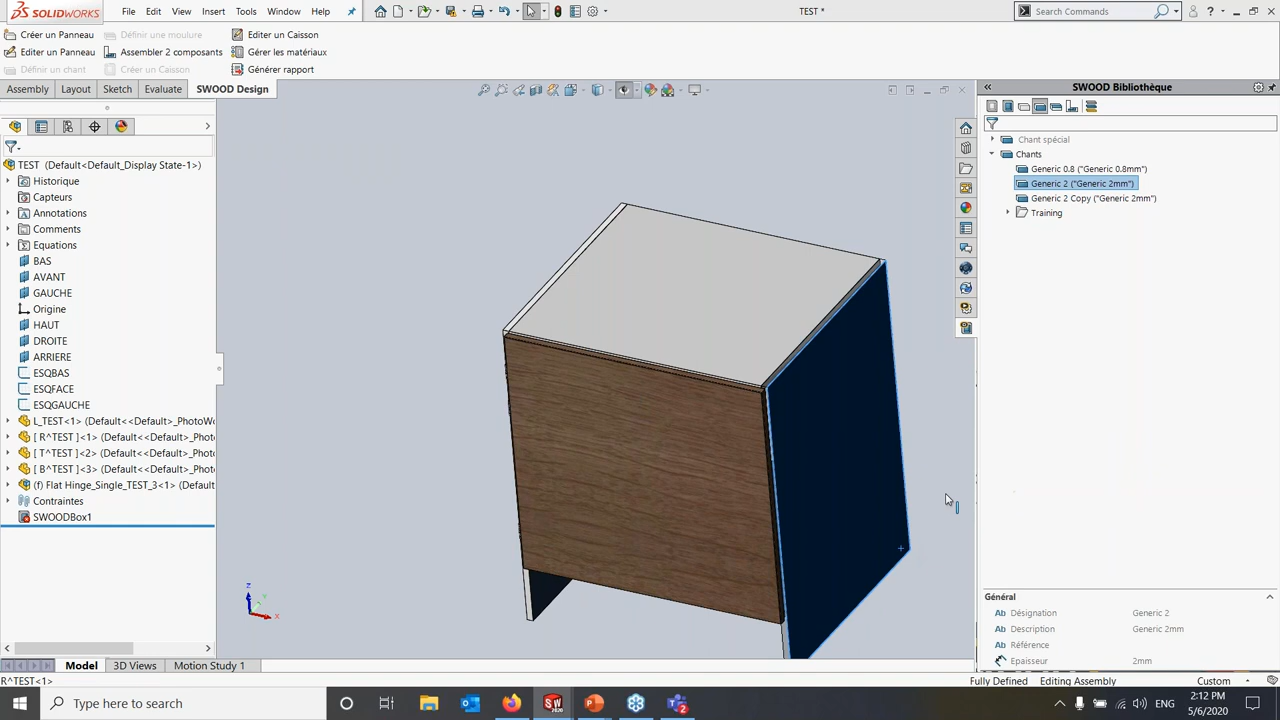 SOLIDWORKS
File Edit View Insert Tools Window Help
TEST *
Search Commands
Créer un Panneau
Définir une moulure
Editer un Caisson
Editer un Panneau
Assembler 2 composants
Gérer les matériaux
Définir un chant
Créer un Caisson
Générer rapport
Assembly Layout Sketch Evaluate SWOOD Design
TEST (Default<Default_Display State-1>)
Historique
Capteurs
Annotations
Comments
Equations
BAS
AVANT
GAUCHE
Origine
HAUT
DROITE
ARRIERE
ESQBAS
ESQFACE
ESQGAUCHE
L_TEST<1> (Default<<Default>_PhotoWo
[ R^TEST ]<1> (Default<<Default>_Photo
[ T^TEST ]<2> (Default<<Default>_Photo
[ B^TEST ]<3> (Default<<Default>_Photo
(f) Flat Hinge_Single_TEST_3<1> (Default
Contraintes
SWOODBox1
Z
Y
X
SWOOD Bibliothèque
Chant spécial
Chants
Generic 0.8 ("Generic 0.8mm")
Generic 2 ("Generic 2mm")
Generic 2 Copy ("Generic 2mm")
Training
Général
Ab Désignation Generic 2
Ab Description Generic 2mm
Ab Référence
Epaisseur 2mm
Model 3D Views Motion Study 1
R^TEST<1>
Fully Defined Editing Assembly Custom
Type here to search
ENG
2:12 PM
5/6/2020